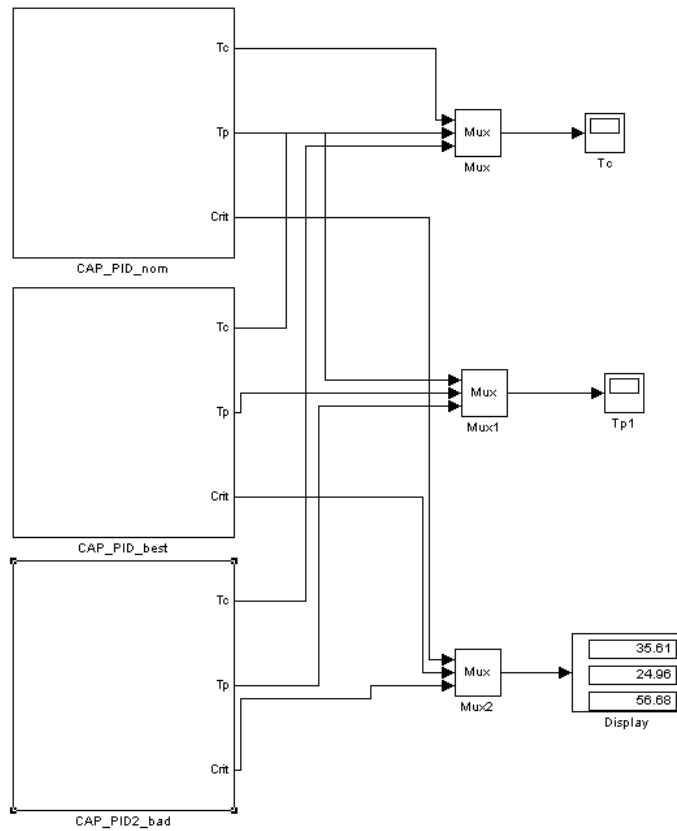 Tc
Tp
Crit
CAP_PID_nom
Mux
Mux
Tc
Tc
Tp
Crit
CAP_PID_best
Mux
Mux1
Tp1
Tc
Tp
Crit
CAP_PID2_bad
Mux
Mux2
35.61
24.96
56.68
Display